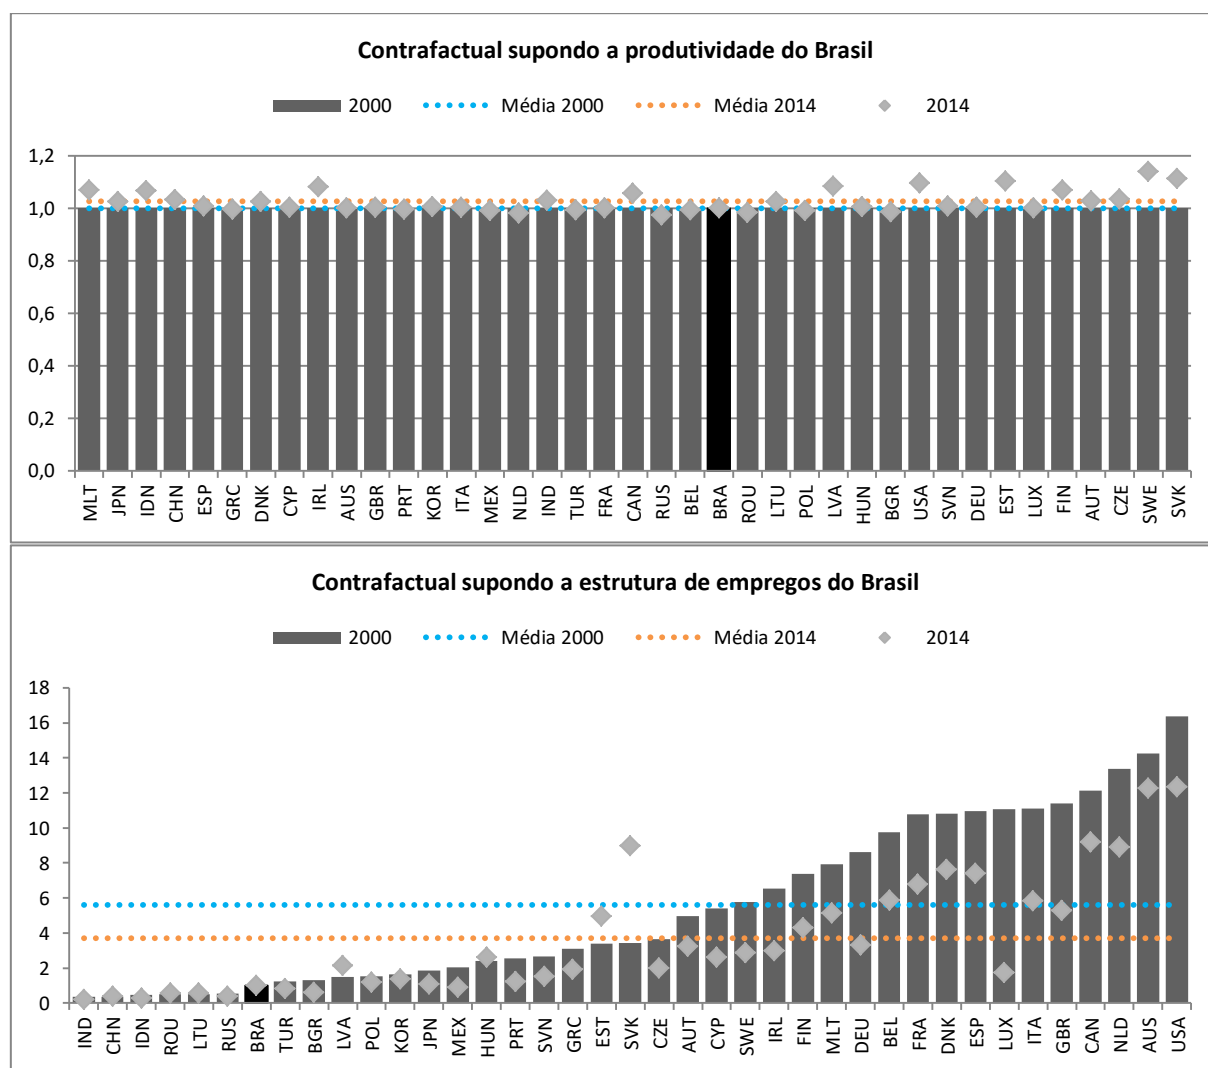 Contrafactual supondo a produtividade do Brasil
2000 Média 2000 Média 2014 2014
1,2
1,0
0,8
0,6
0,4
0,2
0,0
MLT JPN IDN CHN ESP GRC DNK CYP IRL AUS GBR PRT KOR ITA MEX NLD IND TUR FRA CAN RUS BEL BRA ROU LTU POL LVA HUN BGR USA SVN DEU EST LUX FIN AUT CZE SWE SVK
Contrafactual supondo a estrutura de empregos do Brasil
2000 Média 2000 Média 2014 2014
18
16
14
12
10
8
6
4
2
0
IND CHN IDN ROU LTU RUS BRA TUR BGR LVA POL KOR JPN MEX HUN PRT SVN GRC EST SVK CZE AUT CYP SWE IRL FIN MLT DEU BEL FRA DNK ESP LUX ITA GBR CAN NLD AUS USA